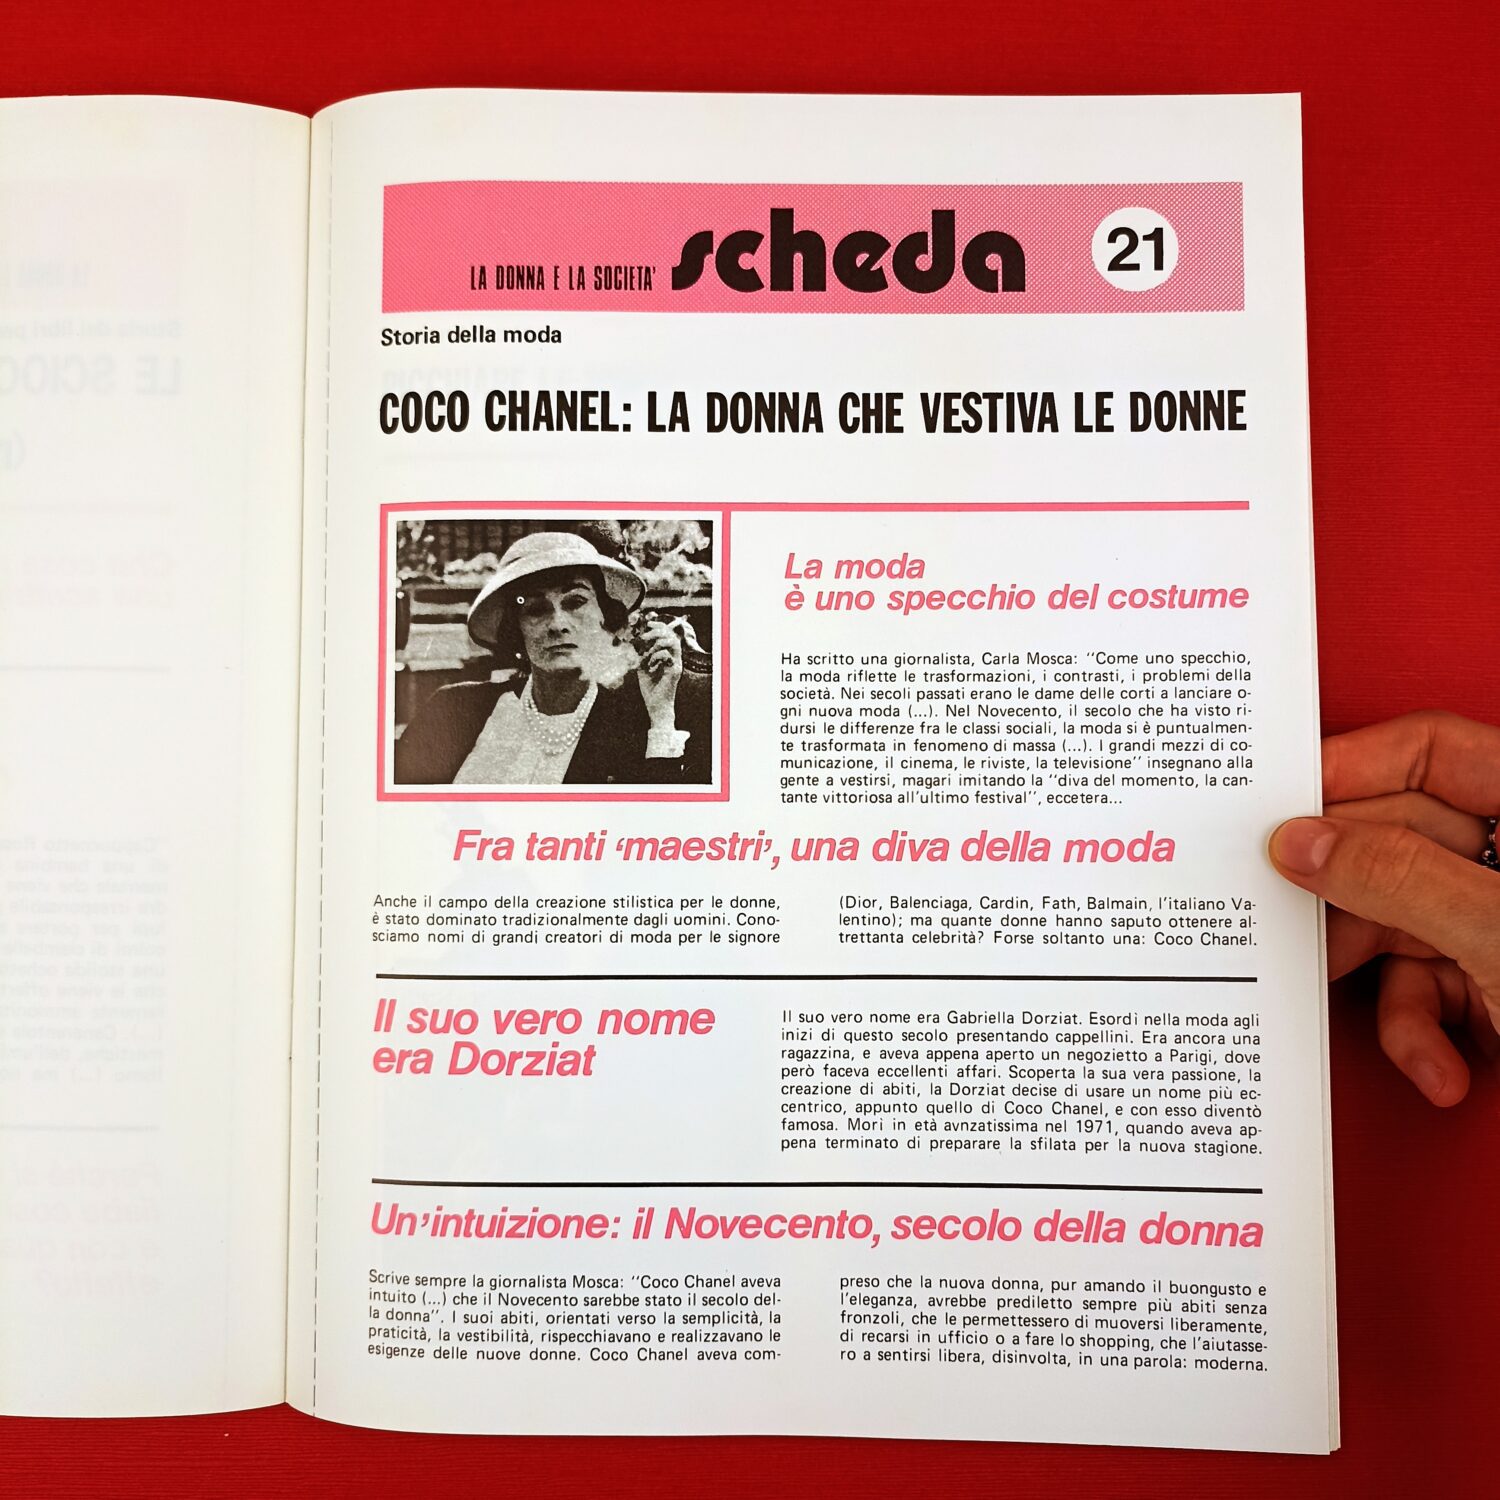 LA DONNA E LA SOCIETA' scheda 21
Storia della moda
COCO CHANEL: LA DONNA CHE VESTIVA LE DONNE
La moda
è uno specchio del costume
Ha scritto una giornalista, Carla Mosca: "Come uno specchio,
la moda riflette le trasformazioni, i contrasti, i problemi della
società. Nei secoli passati erano le dame delle corti a lanciare o-
gni nuova moda (...). Nel Novecento, il secolo che ha visto ri-
dursi le differenze fra le classi sociali, la moda si è puntualmen-
te trasformata in fenomeno di massa (...). I grandi mezzi di co-
municazione, il cinema, le riviste, la televisione" insegnano alla
gente a vestirsi, magari imitando la "diva del momento, la can-
tante vittoriosa all'ultimo festival", eccetera...
Fra tanti 'maestri', una diva della moda
Anche il campo della creazione stilistica per le donne,
è stato dominato tradizionalmente dagli uomini. Cono-
sciamo nomi di grandi creatori di moda per le signore
(Dior, Balenciaga, Cardin, Fath, Balmain, l'italiano Va-
lentino); ma quante donne hanno saputo ottenere al-
trettanta celebrità? Forse soltanto una: Coco Chanel.
Il suo vero nome
era Dorziat
Il suo vero nome era Gabriella Dorziat. Esordì nella moda agli
inizi di questo secolo presentando cappellini. Era ancora una
ragazzina, e aveva appena aperto un negozietto a Parigi, dove
però faceva eccellenti affari. Scoperta la sua vera passione, la
creazione di abiti, la Dorziat decise di usare un nome più ec-
centrico, appunto quello di Coco Chanel, e con esso diventò
famosa. Morì in età avnzatissima nel 1971, quando aveva ap-
pena terminato di preparare la sfilata per la nuova stagione.
Un'intuizione: il Novecento, secolo della donna
Scrive sempre la giornalista Mosca: "Coco Chanel aveva
intuito (...) che il Novecento sarebbe stato il secolo del-
la donna". I suoi abiti, orientati verso la semplicità, la
praticità, la vestibilità, rispecchiavano e realizzavano le
esigenze delle nuove donne. Coco Chanel aveva com-
preso che la nuova donna, pur amando il buongusto e
l'eleganza, avrebbe prediletto sempre più abiti senza
fronzoli, che le permettessero di muoversi liberamente,
di recarsi in ufficio o a fare lo shopping, che l'aiutasse-
ro a sentirsi libera, disinvolta, in una parola: moderna.